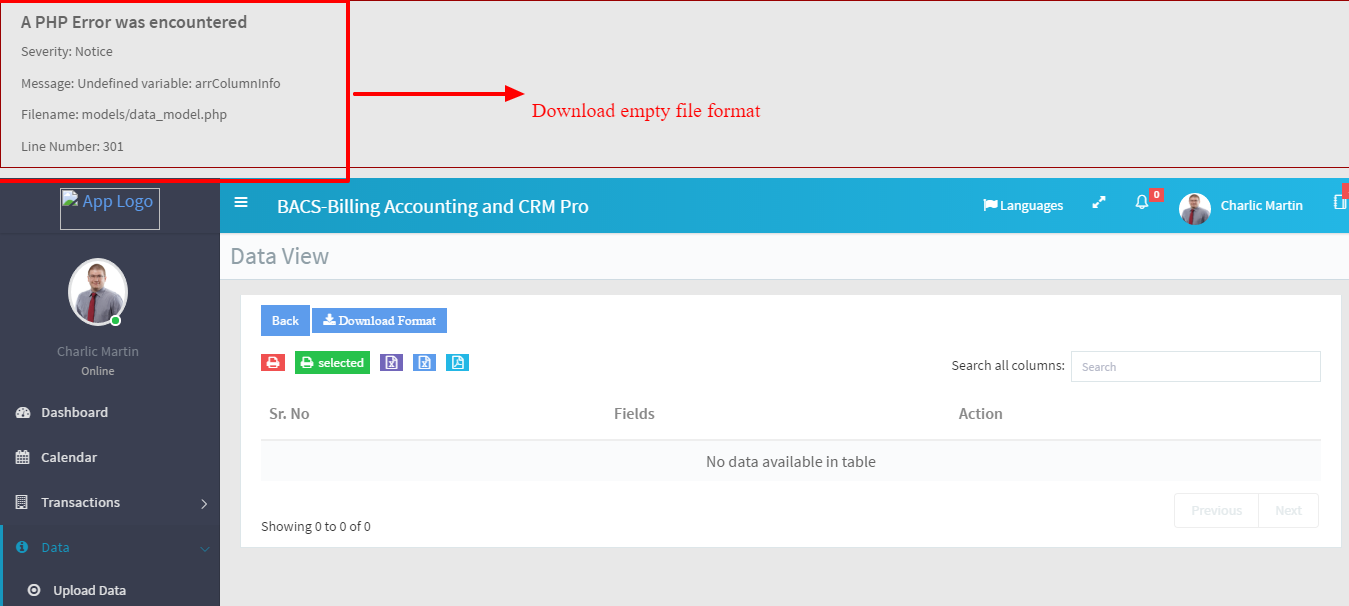 A PHP Error was encountered
Severity: Notice
Message: Undefined variable: arrColumnInfo
Filename: models/data_model.php
Line Number: 301
Download empty file format
App Logo
BACS-Billing Accounting and CRM Pro
Languages
0
Charlic Martin
Data View
Charlic Martin
Online
Dashboard
Calendar
Transactions
Data
Upload Data
Back
Download Format
selected
Search all columns:
Search
Sr. No
Fields
Action
No data available in table
Showing 0 to 0 of 0
Previous
Next